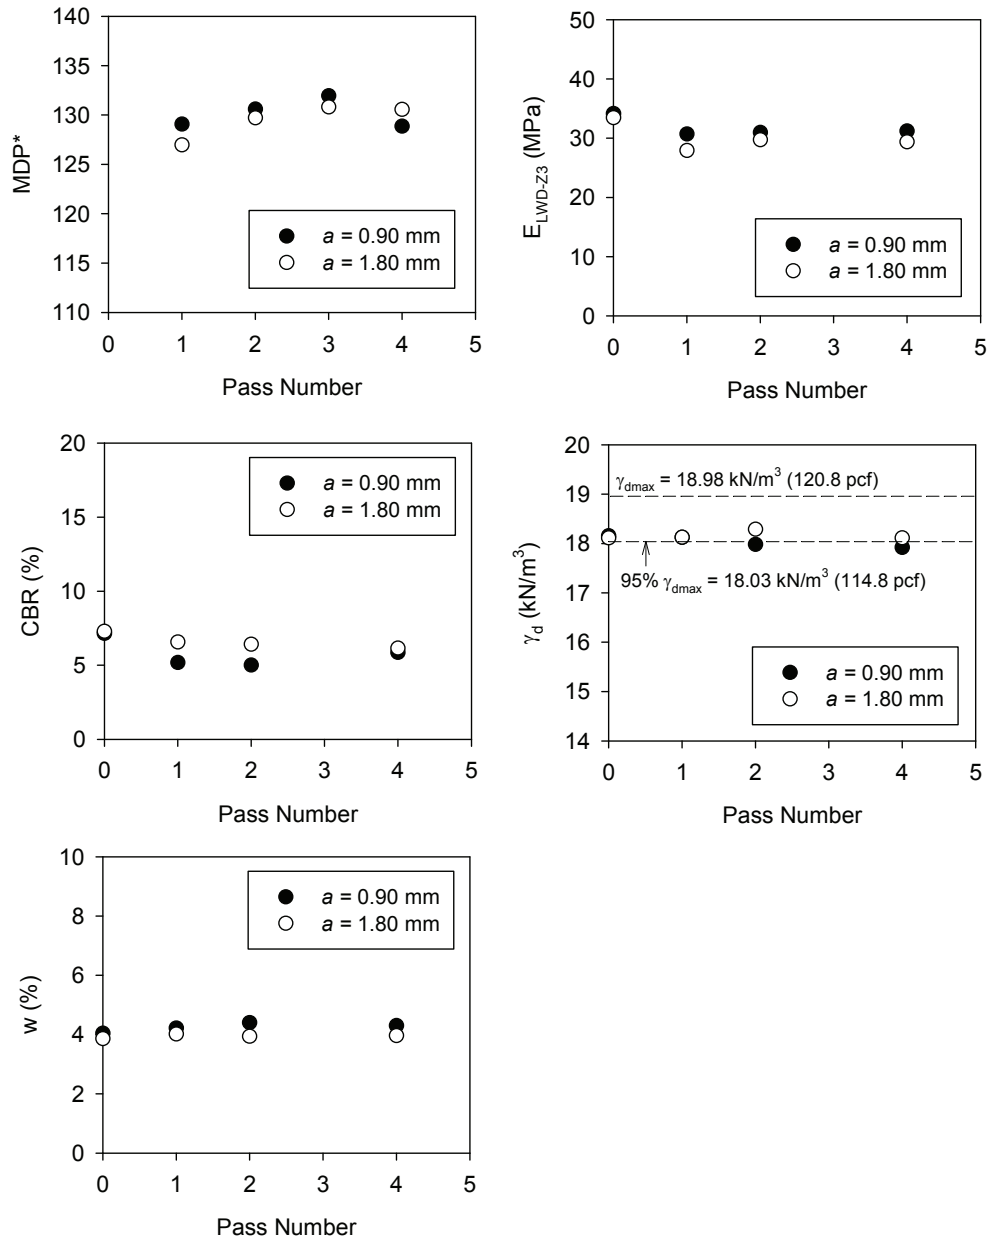 MDP*
140
135
130
125
120
115
110
0 1 2 3 4 5
Pass Number
a = 0.90 mm
a = 1.80 mm
E_LWD-Z3 (MPa)
50
40
30
20
10
0
0 1 2 3 4 5
Pass Number
a = 0.90 mm
a = 1.80 mm
CBR (%)
20
15
10
5
0
0 1 2 3 4 5
Pass Number
a = 0.90 mm
a = 1.80 mm
γd (kN/m³)
20
19
18
17
16
15
14
0 1 2 3 4 5
Pass Number
γdmax = 18.98 kN/m³ (120.8 pcf)
95% γdmax = 18.03 kN/m³ (114.8 pcf)
a = 0.90 mm
a = 1.80 mm
w (%)
10
8
6
4
2
0
0 1 2 3 4 5
Pass Number
a = 0.90 mm
a = 1.80 mm